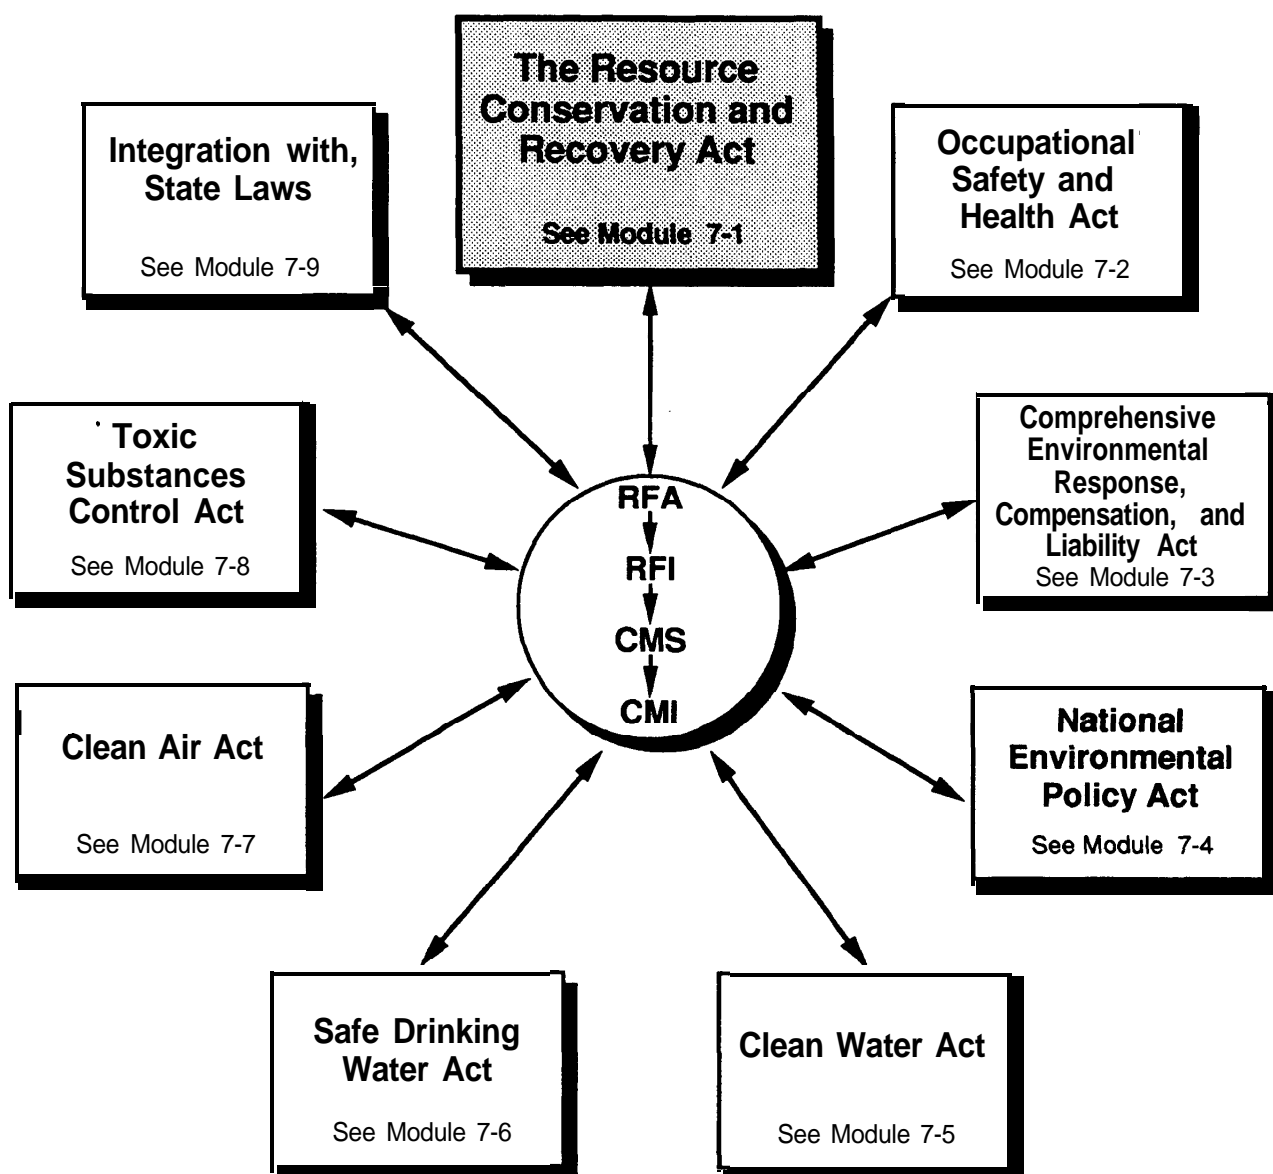 The Resource
Conservation and
Recovery Act
See Module 7-1
Integration with,
State Laws
See Module 7-9
Occupational
Safety and
Health Act
See Module 7-2
Toxic
Substances
Control Act
See Module 7-8
Comprehensive
Environmental
Response,
Compensation, and
Liability Act
See Module 7-3
RFA
RFI
CMS
CMI
Clean Air Act
See Module 7-7
National
Environmental
Policy Act
See Module 7-4
Safe Drinking
Water Act
See Module 7-6
Clean Water Act
See Module 7-5